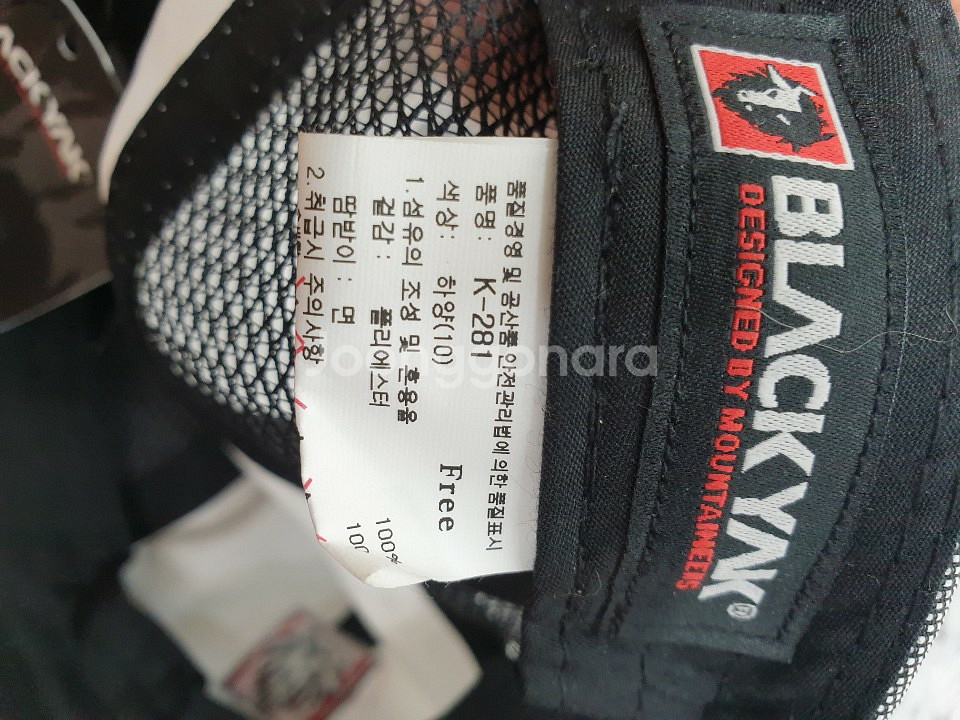 품질경영 및 공산품 안전관리법에 의한 품질표시
품명: K-281
색상: 하양(10) Free
1.섬유의 조성 및 혼용율
겉감: 폴리에스터 100%
땀받이: 면
2.취급시 주의사항
BLACKYAK®
DESIGNED BY MOUNTAINEERS
Joonggonara